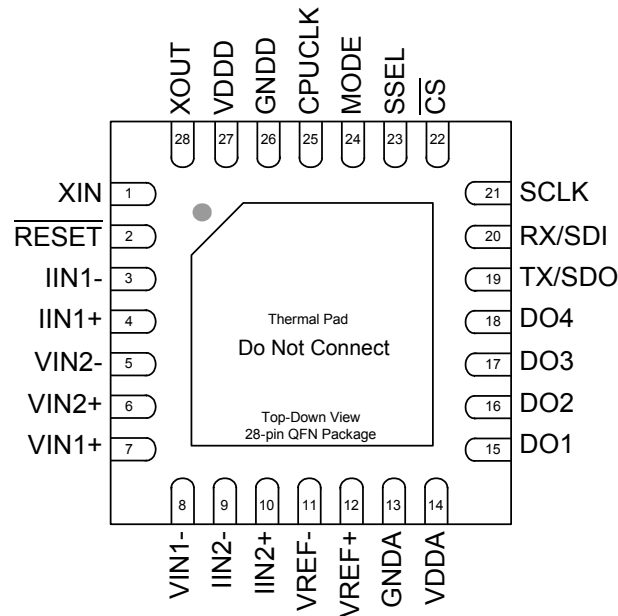 XOUT
VDDD
GNDD
CPUCLK
MODE
SSEL
CS
28
27
26
25
24
23
22
XIN 1
RESET 2
IIN1- 3
IIN1+ 4
VIN2- 5
VIN2+ 6
VIN1+ 7
21 SCLK
20 RX/SDI
19 TX/SDO
18 DO4
17 DO3
16 DO2
15 DO1
Thermal Pad
Do Not Connect
Top-Down View
28-pin QFN Package
8
9
10
11
12
13
14
VIN1-
IIN2-
IIN2+
VREF-
VREF+
GNDA
VDDA